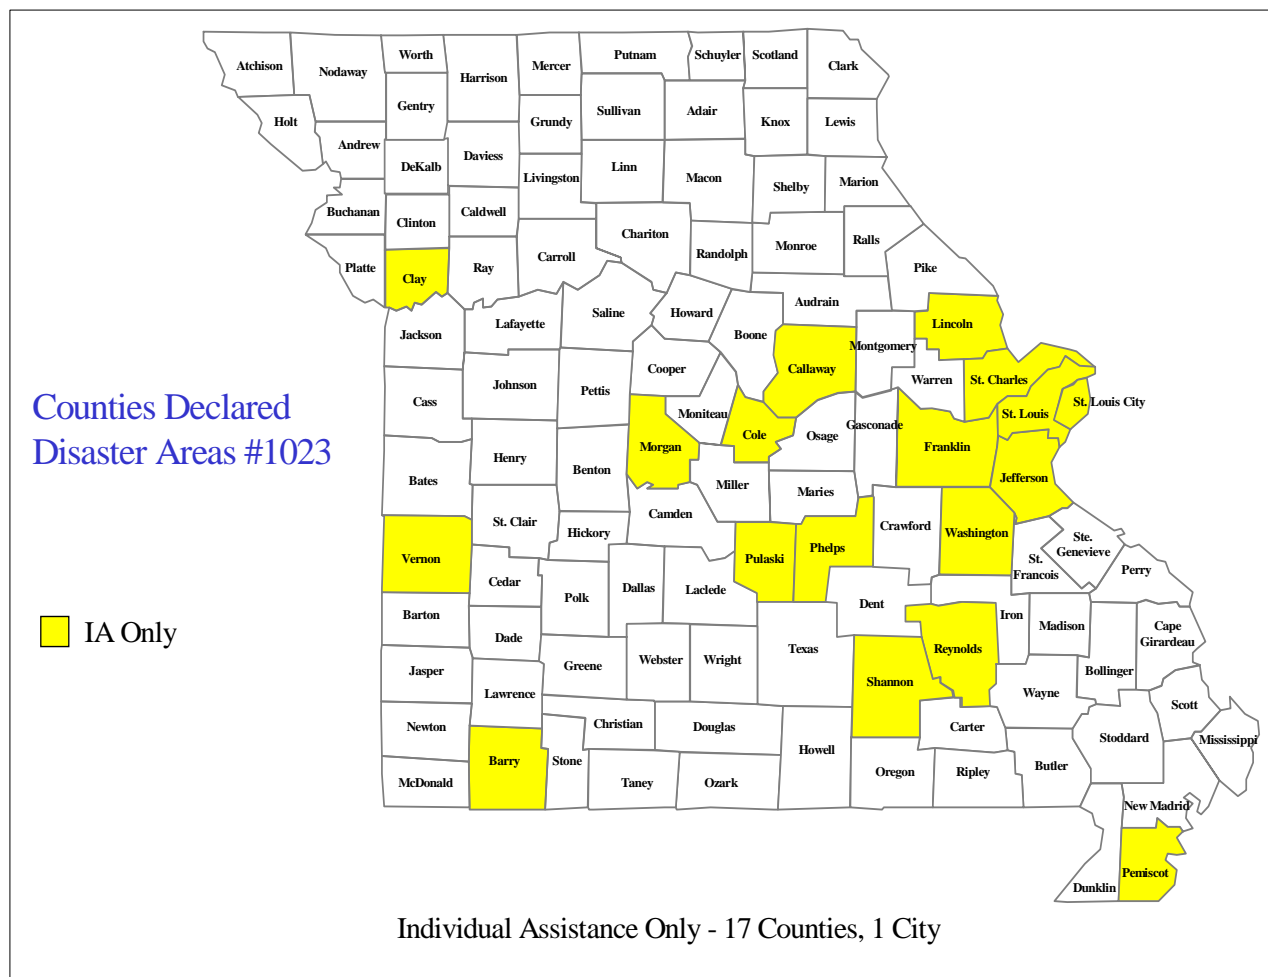 Worth
Putnam
Schuyler
Scotland
Atchison
Nodaway
Harrison
Mercer
Clark
Gentry
Sullivan
Adair
Holt
Grundy
Knox
Lewis
Andrew
DeKalb
Daviess
Livingston
Linn
Macon
Shelby
Marion
Buchanan
Clinton
Caldwell
Chariton
Randolph
Monroe
Ralls
Platte
Clay
Ray
Carroll
Pike
Audrain
Jackson
Lafayette
Saline
Howard
Boone
Lincoln
Montgomery
Callaway
Warren
St. Charles
Cooper
Johnson
Pettis
Cass
Moniteau
St. Louis City
St. Louis
Gasconade
Counties Declared
Disaster Areas #1023
Morgan
Cole
Osage
Franklin
Henry
Benton
Bates
Miller
Maries
Jefferson
Camden
St. Clair
Hickory
Crawford
Washington
Ste.
Genevieve
Vernon
Pulaski
Phelps
St.
Francois
Perry
Cedar
Polk
Dallas
Laclede
Dent
Barton
IA Only
Dade
Texas
Iron
Madison
Cape
Girardeau
Greene
Webster
Wright
Reynolds
Jasper
Bollinger
Lawrence
Shannon
Wayne
Scott
Newton
Christian
Douglas
Carter
Stoddard
Mississippi
Howell
Barry
Stone
McDonald
Taney
Ozark
Oregon
Ripley
Butler
New Madrid
Pemiscot
Dunklin
Individual Assistance Only - 17 Counties, 1 City